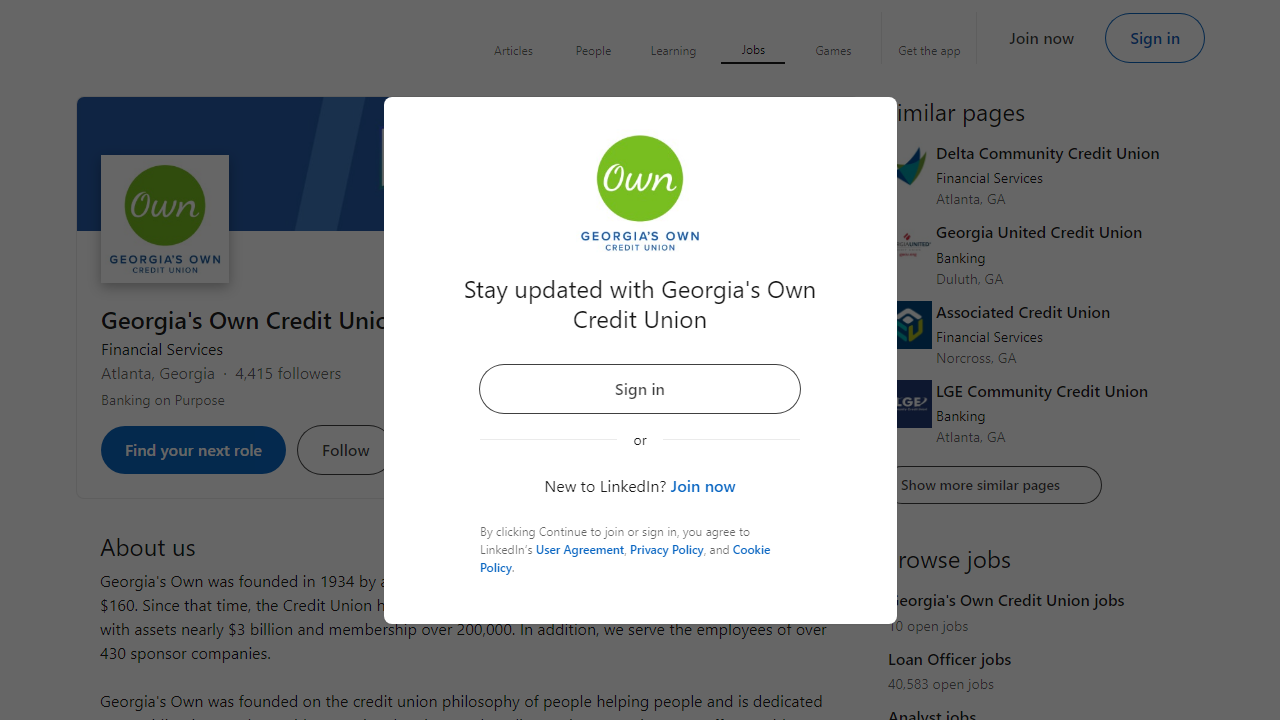 Articles
People
Learning
Jobs
Games
Get the app
Join now
Sign in
Own
GEORGIA'S OWN
CREDIT UNION
Georgia's Own Credit Unio
Financial Services
Atlanta, Georgia · 4,415 followers
Banking on Purpose
Find your next role
Follow
About us
Georgia's Own was founded in 1934 by a
$160. Since that time, the Credit Union h
with assets nearly $3 billion and membership over 200,000. In addition, we serve the employees of over
430 sponsor companies.
Georgia's Own was founded on the credit union philosophy of people helping people and is dedicated
Own
GEORGIA'S OWN
CREDIT UNION
Stay updated with Georgia's Own
Credit Union
Sign in
or
New to LinkedIn? Join now
By clicking Continue to join or sign in, you agree to
LinkedIn's User Agreement, Privacy Policy, and Cookie
Policy.
imilar pages
Delta Community Credit Union
Financial Services
Atlanta, GA
Georgia United Credit Union
Banking
Duluth, GA
Associated Credit Union
Financial Services
Norcross, GA
LGE
LGE Community Credit Union
Banking
Atlanta, GA
Show more similar pages
rowse jobs
Georgia's Own Credit Union jobs
10 open jobs
Loan Officer jobs
40,583 open jobs
Analyst jobs